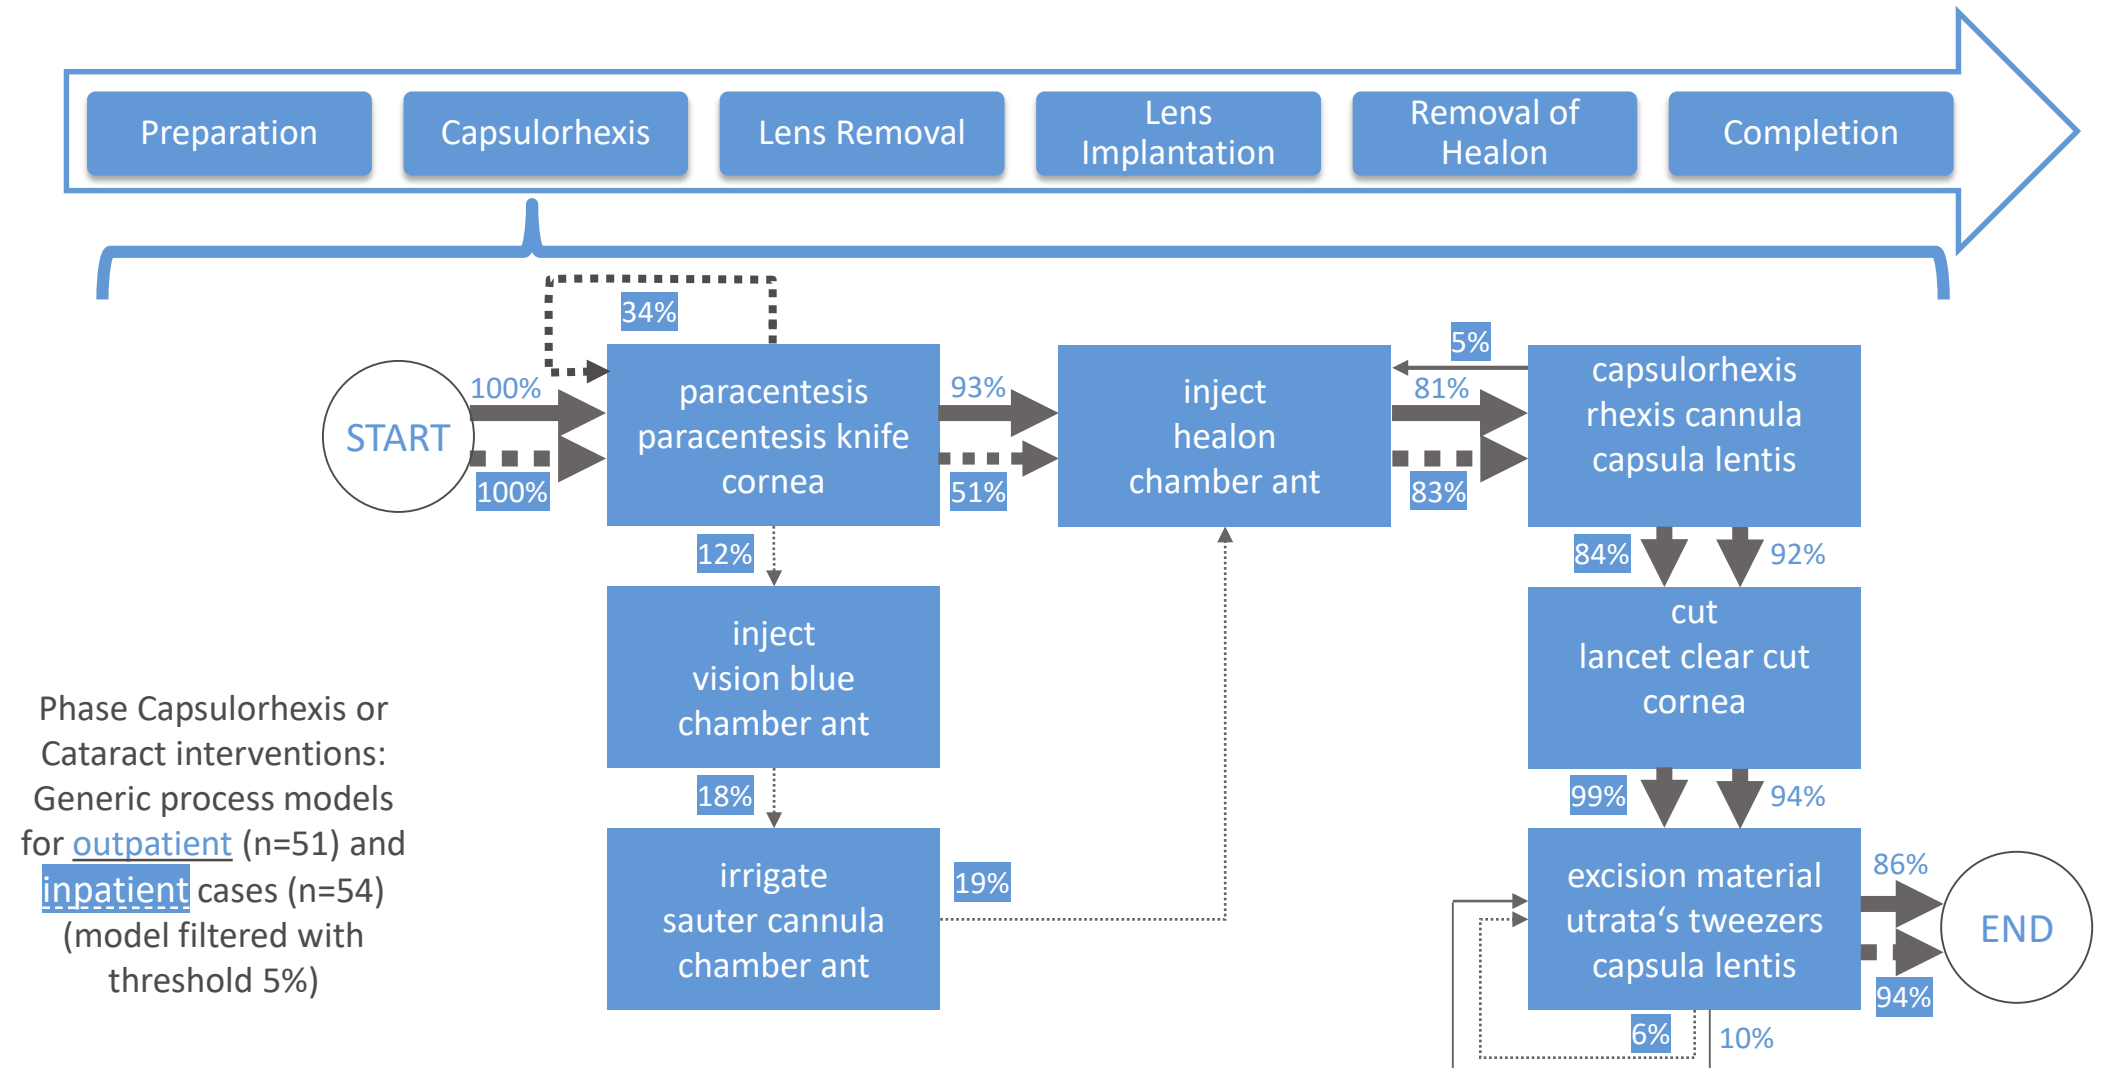 Preparation
Capsulorhexis
Lens Removal
Lens
Implantation
Removal of
Healon
Completion
34%
START
100%
100%
paracentesis
paracentesis knife
cornea
93%
51%
inject
healon
chamber ant
5%
81%
83%
capsulorhexis
rhexis cannula
capsula lentis
12%
84%
92%
inject
vision blue
chamber ant
cut
lancet clear cut
cornea
18%
99%
94%
irrigate
sauter cannula
chamber ant
19%
excision material
utrata‘s tweezers
capsula lentis
86%
94%
END
6%
10%
Phase Capsulorhexis or
Cataract interventions:
Generic process models
for outpatient (n=51) and
inpatient cases (n=54)
(model filtered with
threshold 5%)